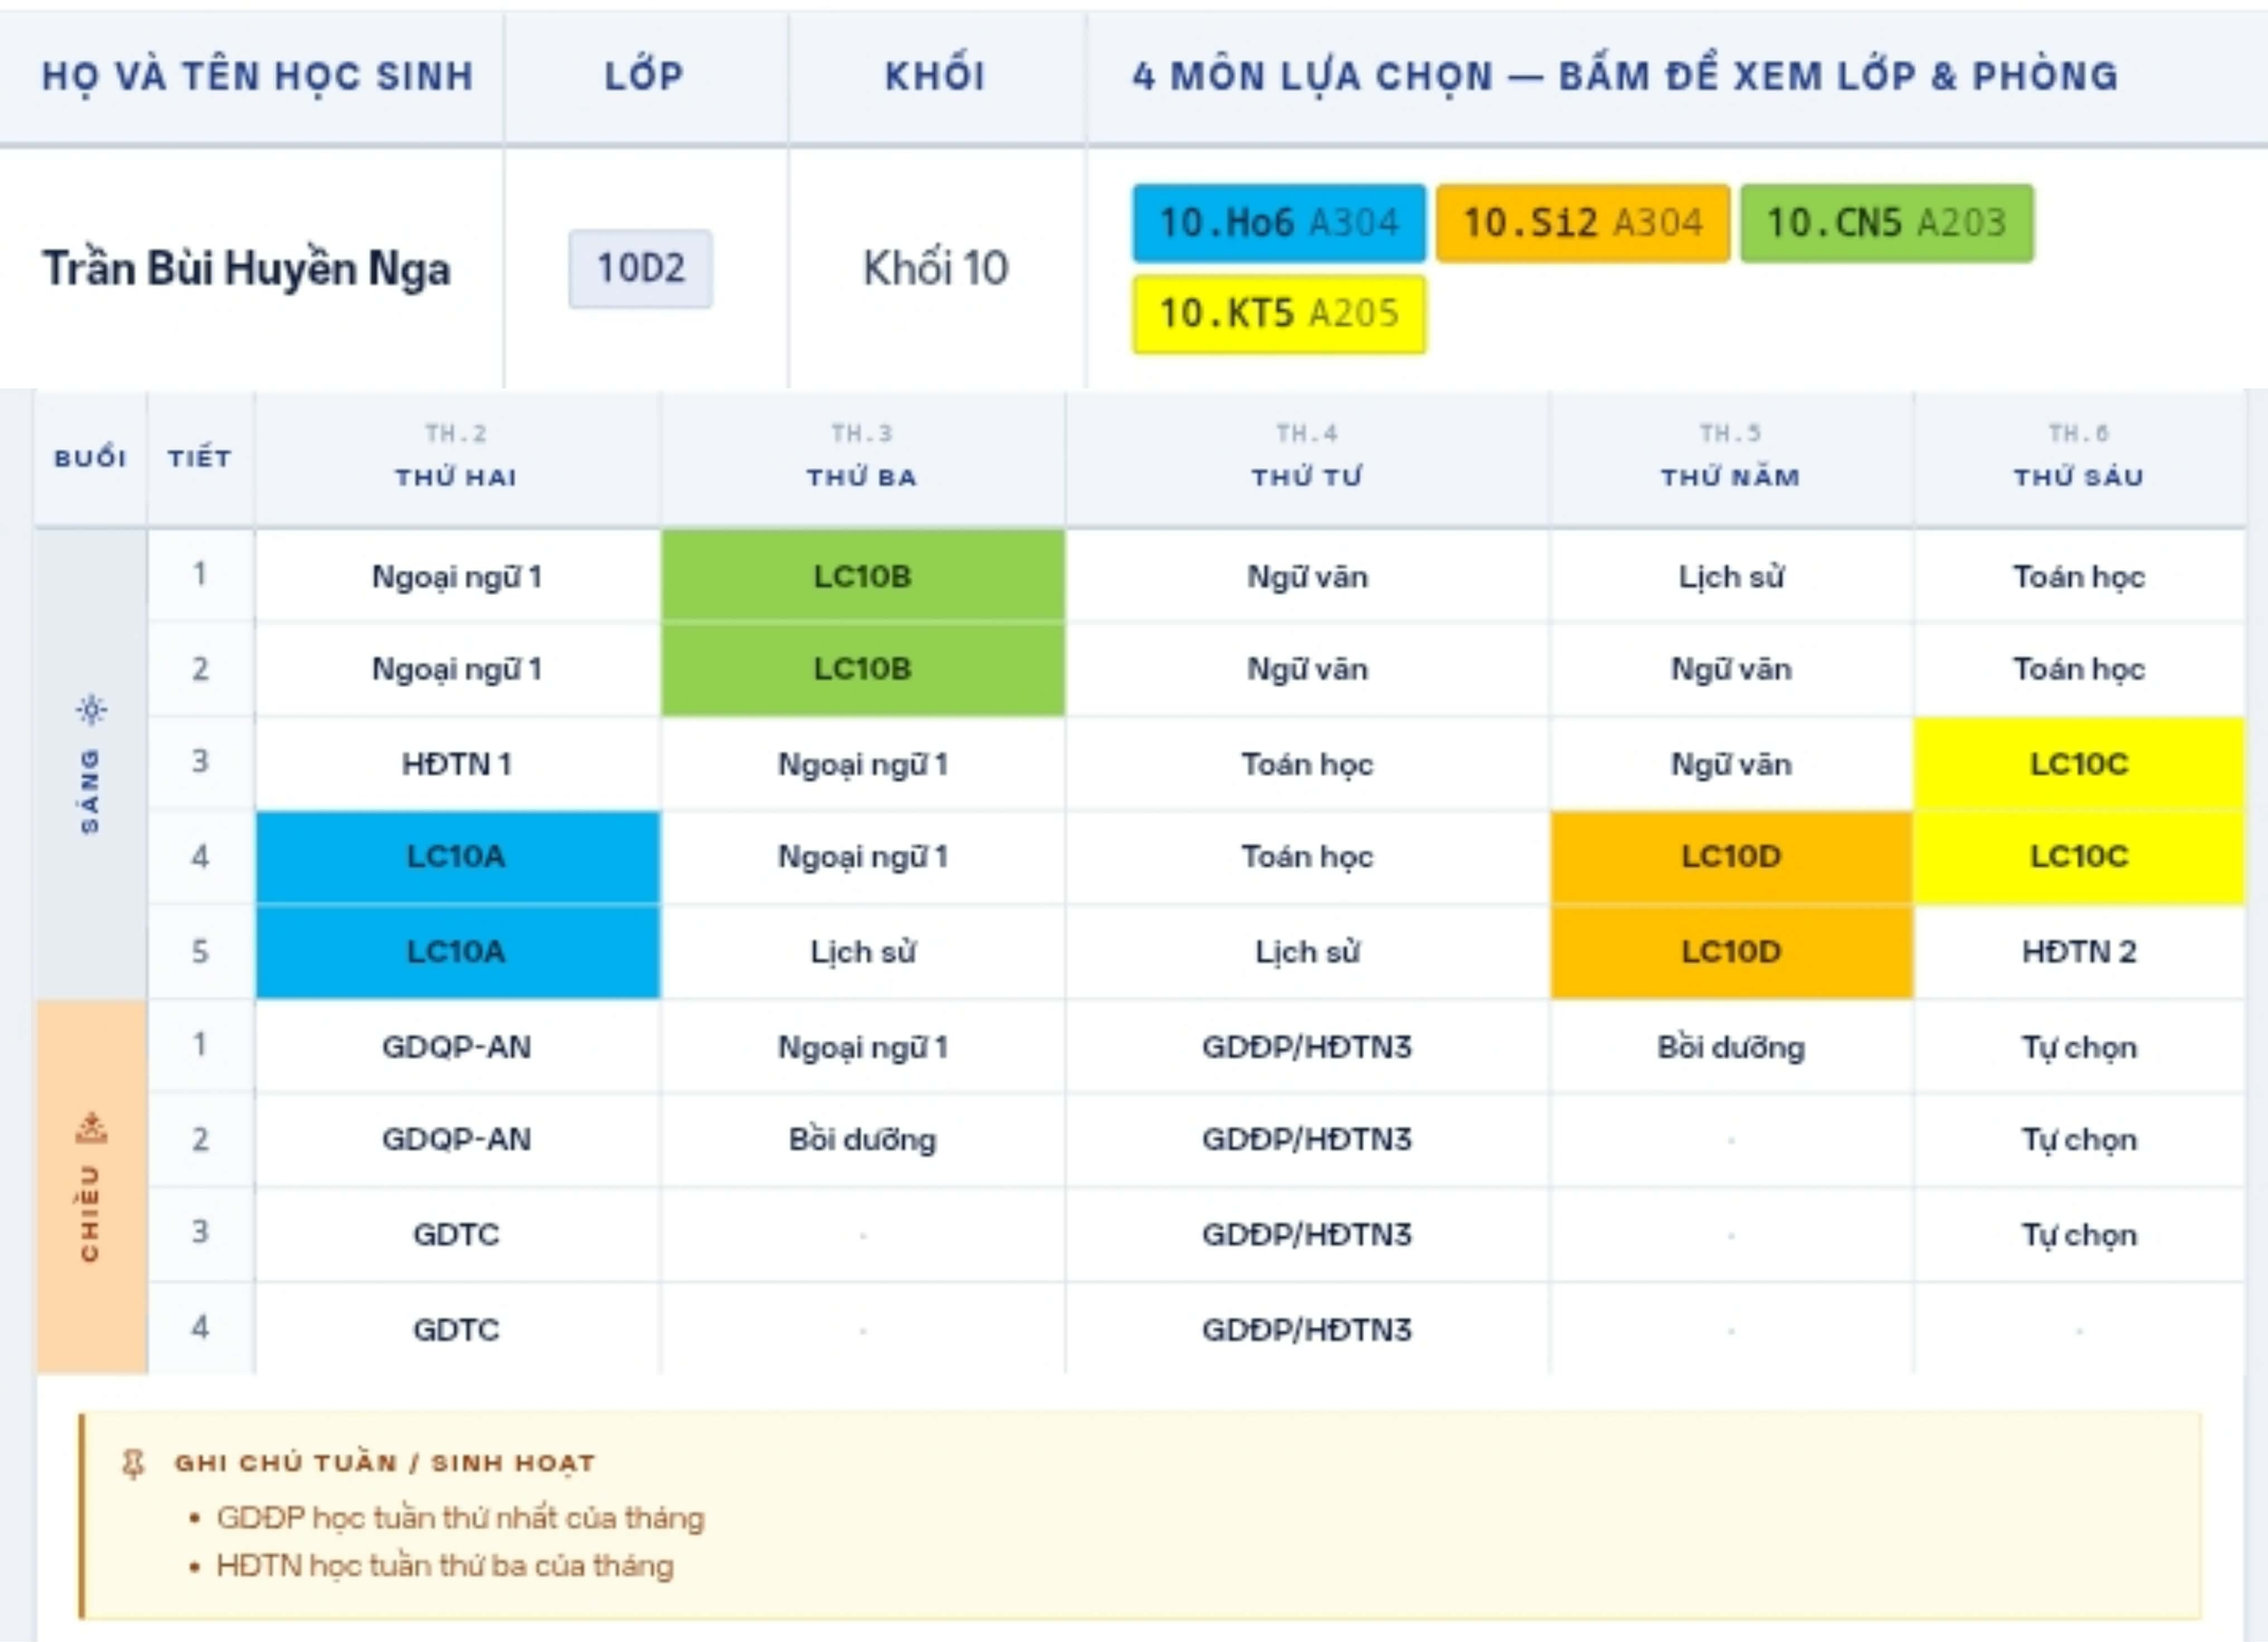 HỌ VÀ TÊN HỌC SINH LỚP KHỐI 4 MÔN LỰA CHỌN — BẤM ĐỂ XEM LỚP & PHÒNG
Trần Bùi Huyền Nga 10D2 Khối 10 10.Ho6 A304 10.Si2 A304 10.CN5 A203
10.KT5 A205
TH.2 TH.3 TH.4 TH.5 TH.6
BUỔI TIẾT THỨ HAI THỨ BA THỨ TƯ THỨ NĂM THỨ SÁU
SÁNG
1 Ngoại ngữ 1 LC10B Ngữ văn Lịch sử Toán học
2 Ngoại ngữ 1 LC10B Ngữ văn Ngữ văn Toán học
3 HĐTN 1 Ngoại ngữ 1 Toán học Ngữ văn LC10C
4 LC10A Ngoại ngữ 1 Toán học LC10D LC10C
5 LC10A Lịch sử Lịch sử LC10D HĐTN 2
CHIỀU
1 GDQP-AN Ngoại ngữ 1 GDĐP/HĐTN3 Bồi dưỡng Tự chọn
2 GDQP-AN Bồi dưỡng GDĐP/HĐTN3 · Tự chọn
3 GDTC · GDĐP/HĐTN3 · Tự chọn
4 GDTC · GDĐP/HĐTN3 · ·
GHI CHÚ TUẦN / SINH HOẠT
• GDĐP học tuần thứ nhất của tháng
• HĐTN học tuần thứ ba của tháng